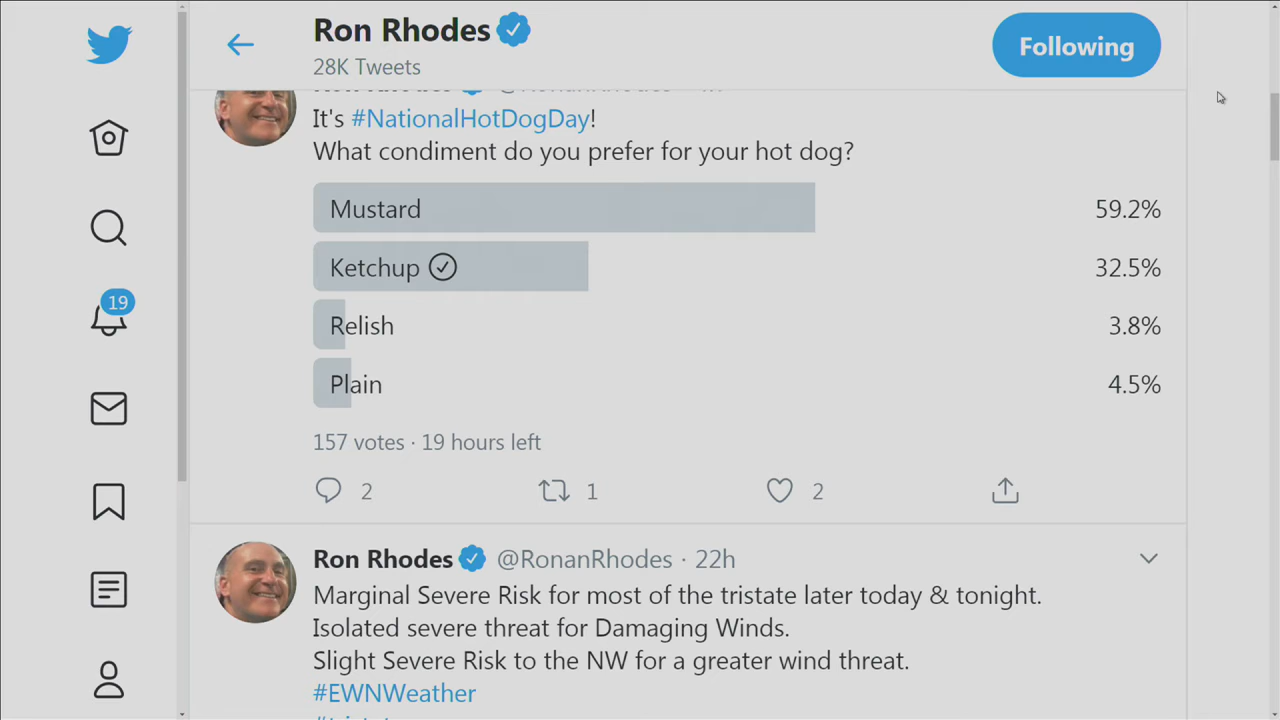 Ron Rhodes
28K Tweets
Following
It's #NationalHotDogDay!
What condiment do you prefer for your hot dog?
Mustard 59.2%
Ketchup 32.5%
Relish 3.8%
Plain 4.5%
157 votes · 19 hours left
2 1 2
19
Ron Rhodes @RonanRhodes · 22h
Marginal Severe Risk for most of the tristate later today & tonight.
Isolated severe threat for Damaging Winds.
Slight Severe Risk to the NW for a greater wind threat.
#EWNWeather